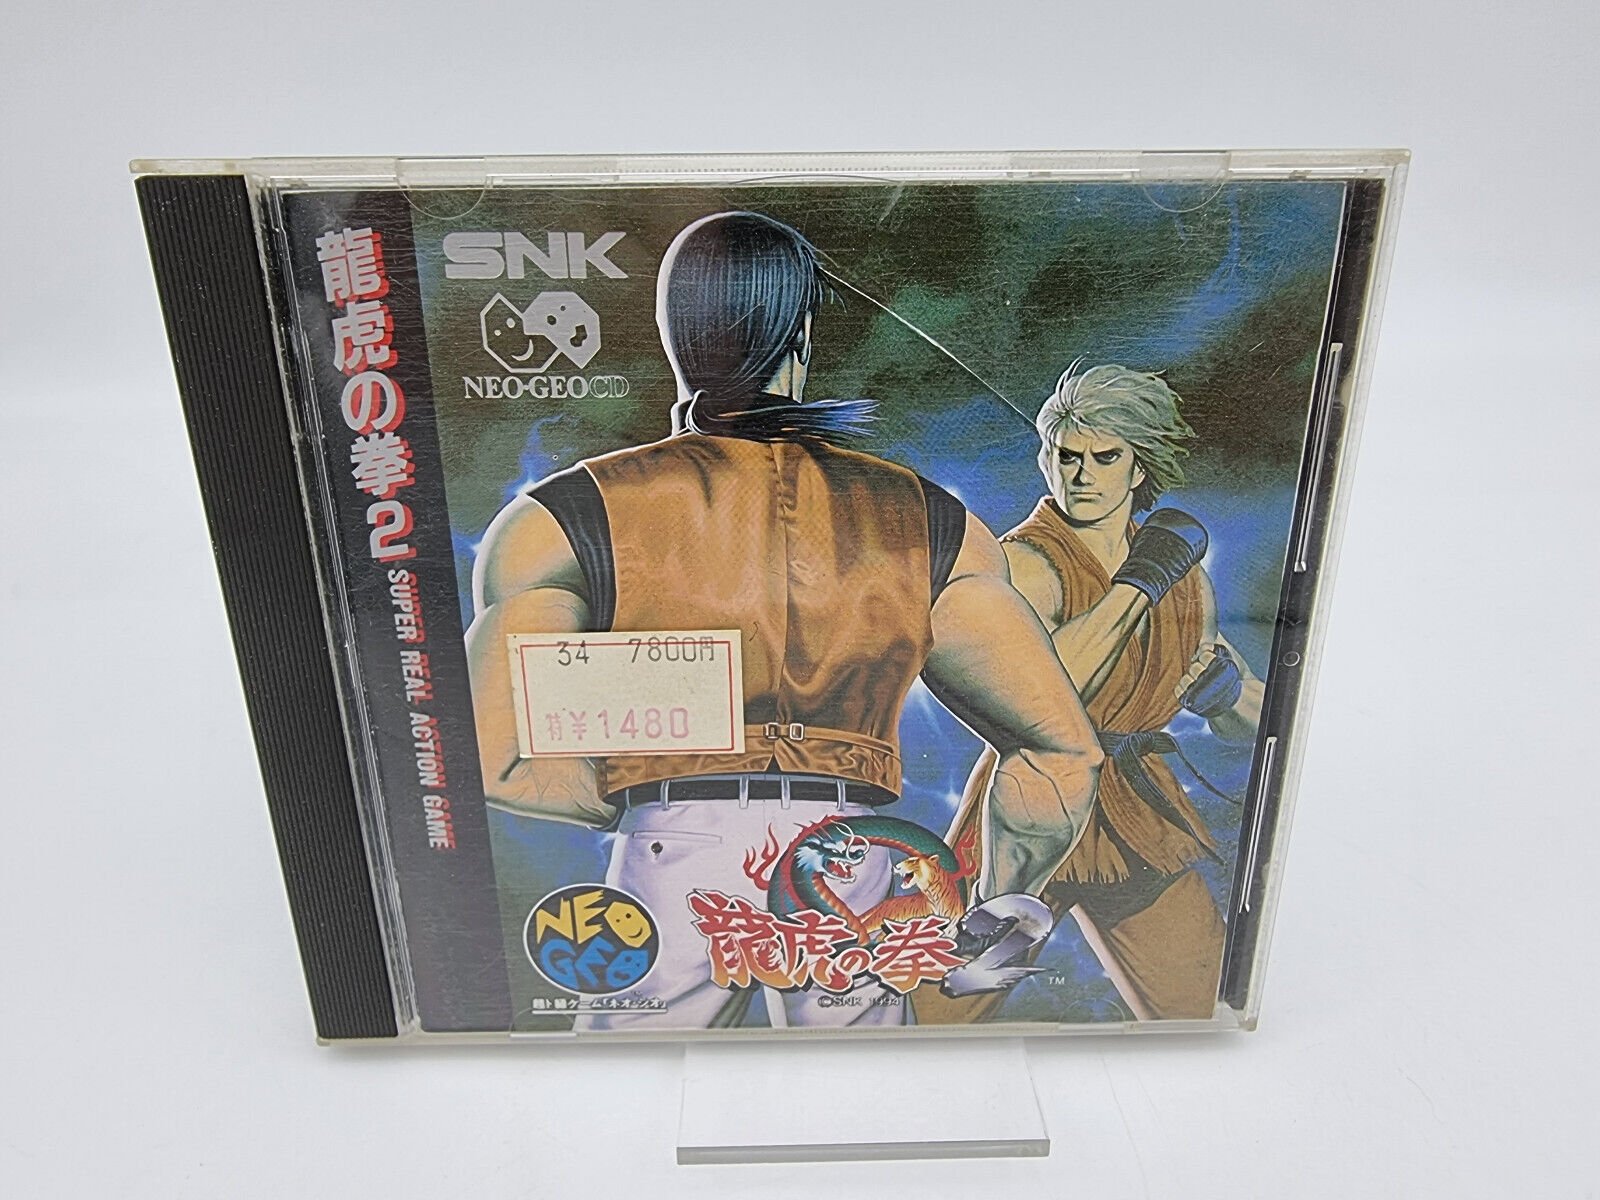 龍虎の拳2 SUPER REAL ACTION GAME
SNK
NEO·GEO CD
34 7800円
特¥1480
NEO
GEO
龍虎の拳2
TM
©SNK 1994